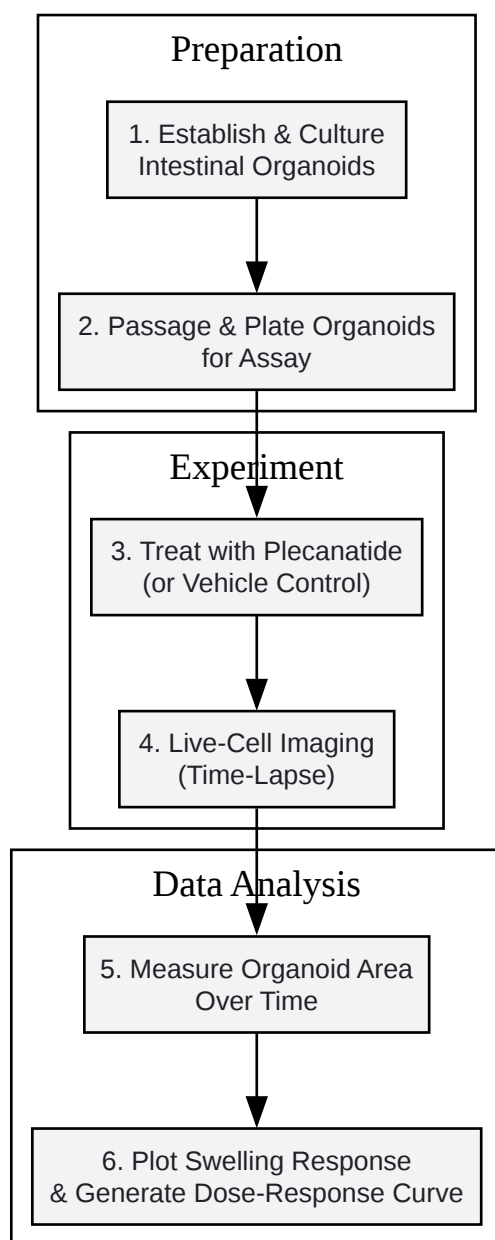 Preparation
1. Establish & Culture
Intestinal Organoids
2. Passage & Plate Organoids
for Assay
Experiment
3. Treat with Plecanatide
(or Vehicle Control)
4. Live-Cell Imaging
(Time-Lapse)
Data Analysis
5. Measure Organoid Area
Over Time
6. Plot Swelling Response
& Generate Dose-Response Curve